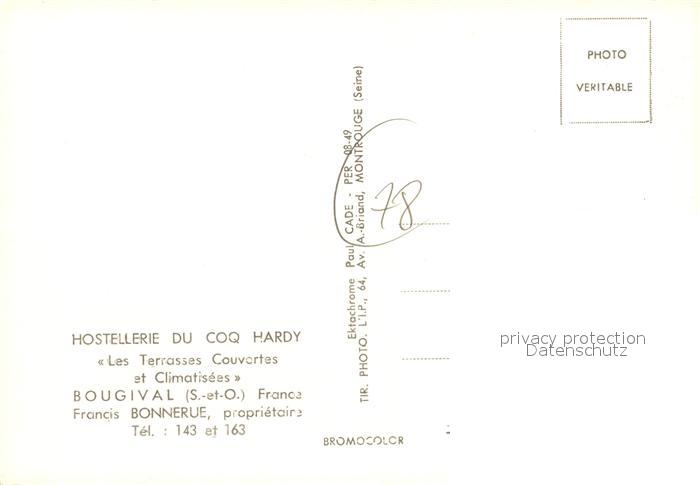 HOSTELLERIE DU COQ HARDY
« Les Terrasses Couvertes
et Climatisées »
BOUGIVAL (S.-et-O.) France
Francis BONNERUE, propriétaire
Tél. : 143 et 163
Ektachrome Paul CADE - PER 08-49
TIR. PHOTO. L'I.P., 64, Av. A.-Briand, MONTROUGE (Seine)
BROMOCOLOR
78
PHOTO
VERITABLE
privacy protection
Datenschutz